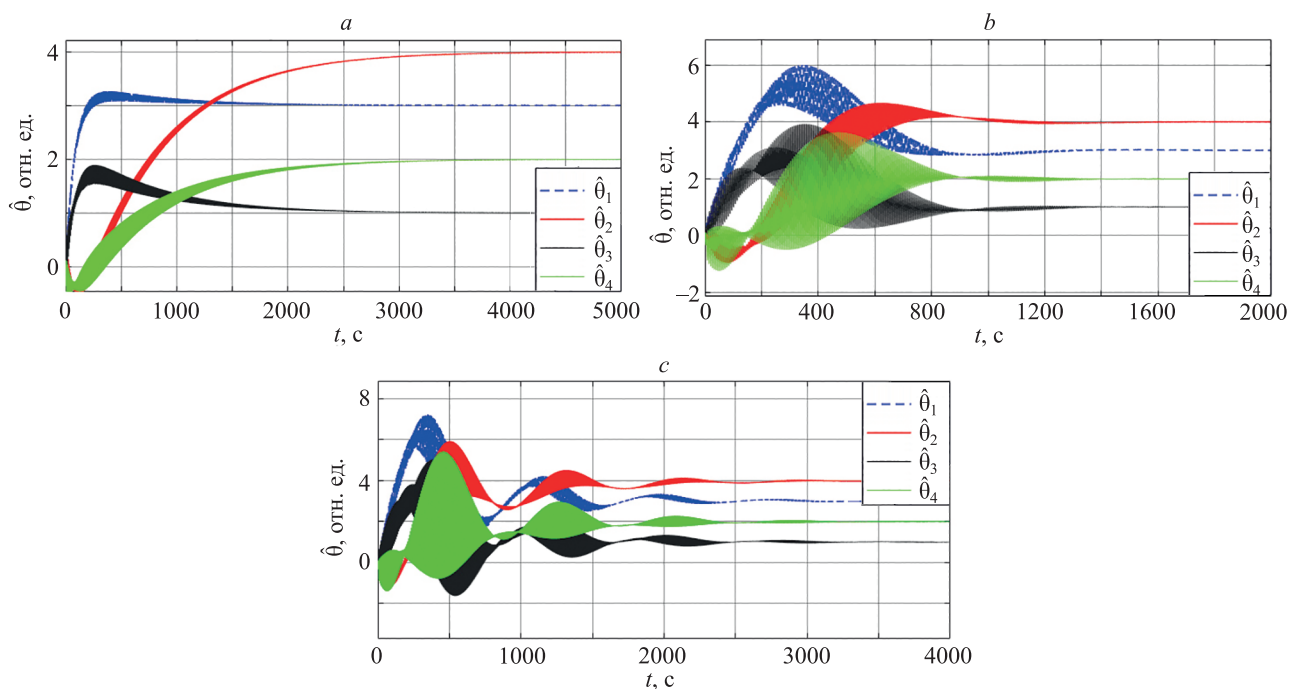 a
b
θ̂, отн. ед.
4
2
0
θ̂₁
θ̂₂
θ̂₃
θ̂₄
0 1000 2000 3000 4000 5000
t, с
θ̂, отн. ед.
6
4
2
0
–2
θ̂₁
θ̂₂
θ̂₃
θ̂₄
0 400 800 1200 1600 2000
t, с
c
θ̂, отн. ед.
8
4
0
θ̂₁
θ̂₂
θ̂₃
θ̂₄
0 1000 2000 3000 4000
t, с